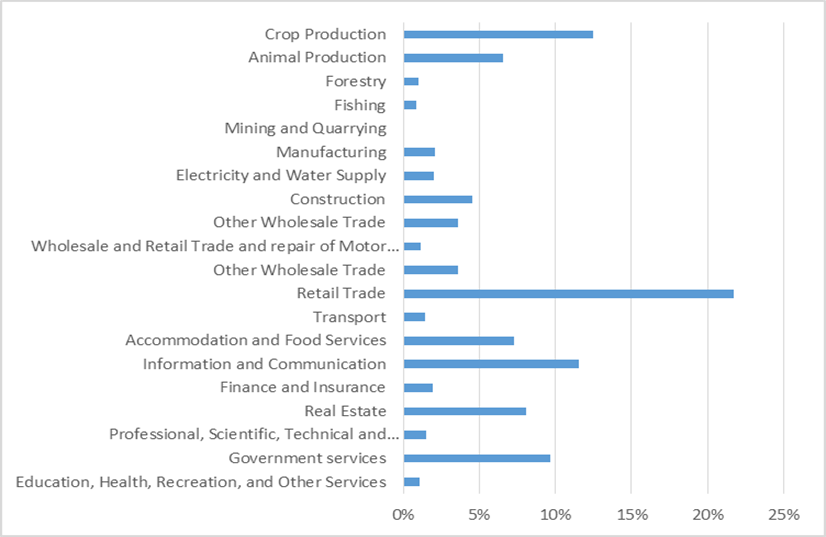 Crop Production
Animal Production
Forestry
Fishing
Mining and Quarrying
Manufacturing
Electricity and Water Supply
Construction
Other Wholesale Trade
Wholesale and Retail Trade and repair of Motor...
Other Wholesale Trade
Retail Trade
Transport
Accommodation and Food Services
Information and Communication
Finance and Insurance
Real Estate
Professional, Scientific, Technical and...
Government services
Education, Health, Recreation, and Other Services
0% 5% 10% 15% 20% 25%